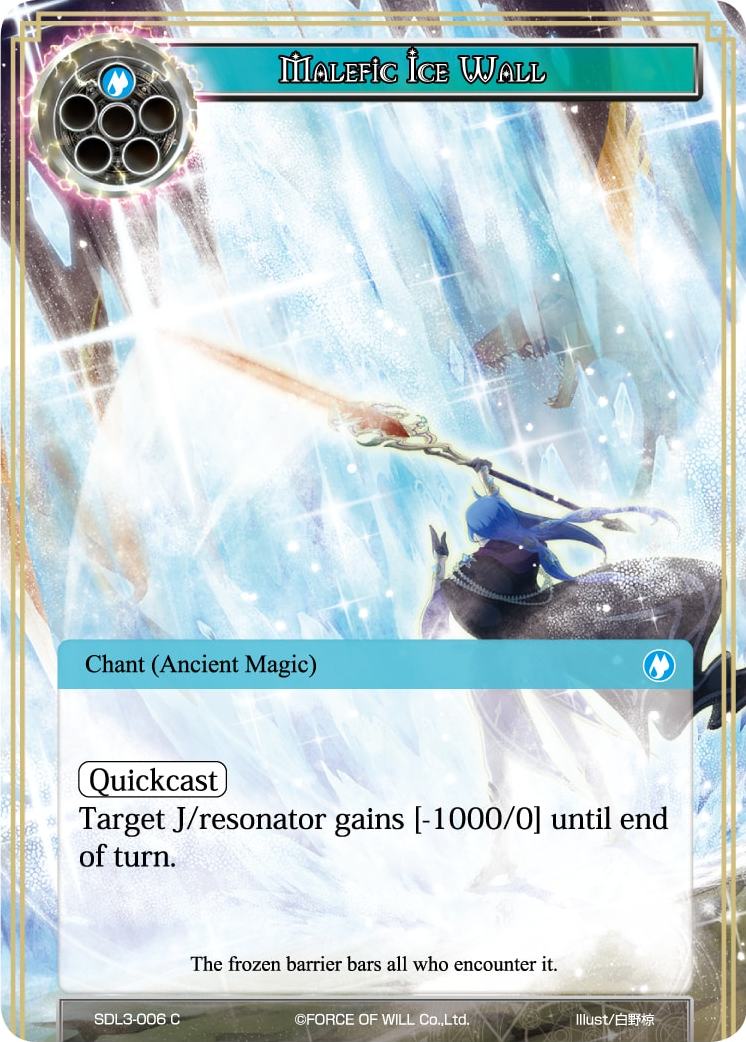 Malefic Ice Wall
Chant (Ancient Magic)
Quickcast
Target J/resonator gains [-1000/0] until end
of turn.
The frozen barrier bars all who encounter it.
SDL3-006 C ©FORCE OF WILL Co.,Ltd. Illust/白野椋